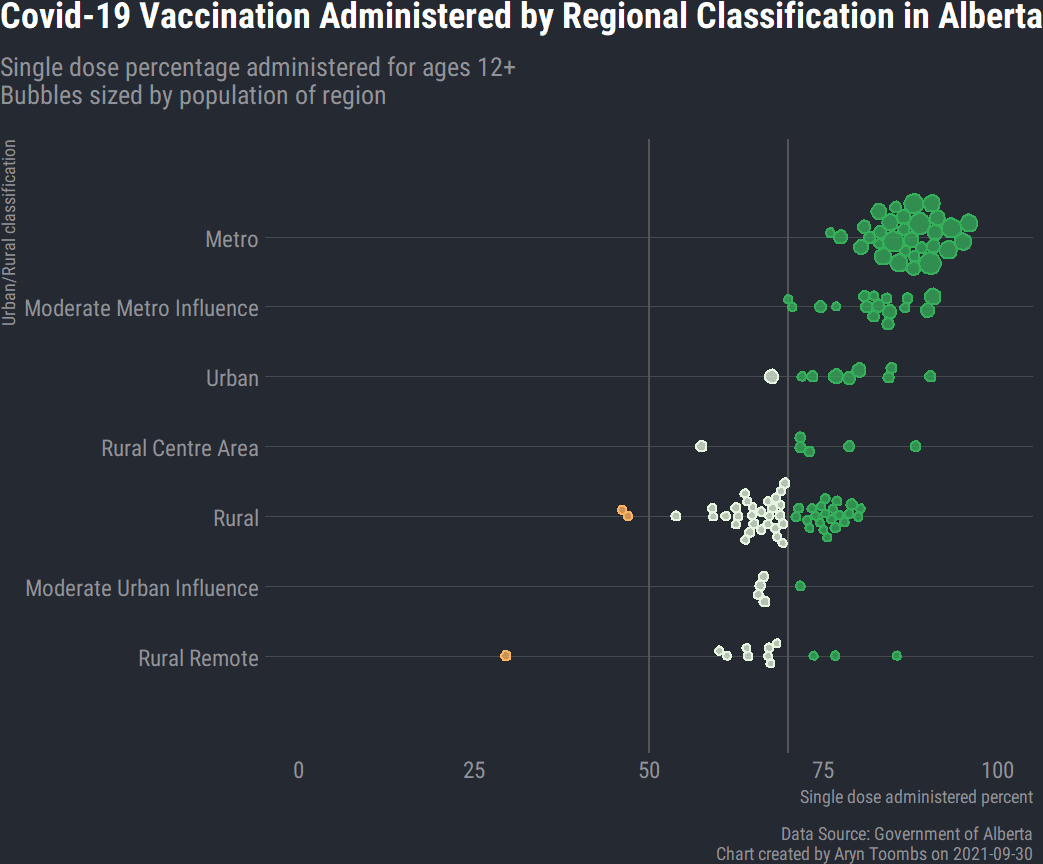 Covid-19 Vaccination Administered by Regional Classification in Alberta
Single dose percentage administered for ages 12+
Bubbles sized by population of region
Urban/Rural classification
Metro
Moderate Metro Influence
Urban
Rural Centre Area
Rural
Moderate Urban Influence
Rural Remote
0 25 50 75 100
Single dose administered percent
Data Source: Government of Alberta
Chart created by Aryn Toombs on 2021-09-30